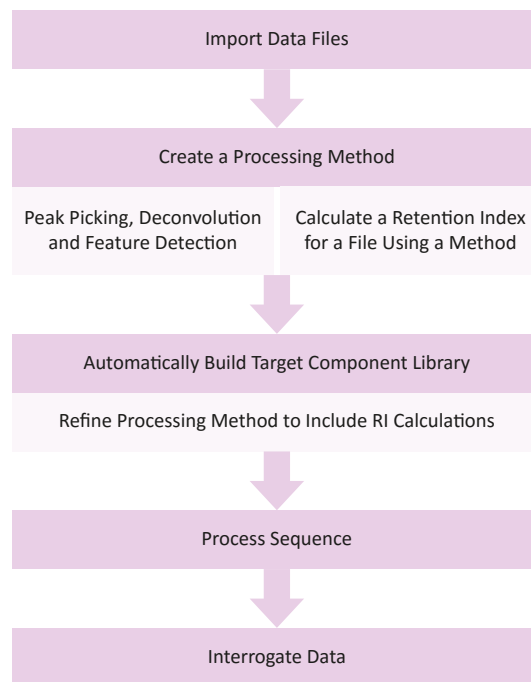 Import Data Files
Create a Processing Method
Peak Picking, Deconvolution
and Feature Detection
Calculate a Retention Index
for a File Using a Method
Automatically Build Target Component Library
Refine Processing Method to Include RI Calculations
Process Sequence
Interrogate Data